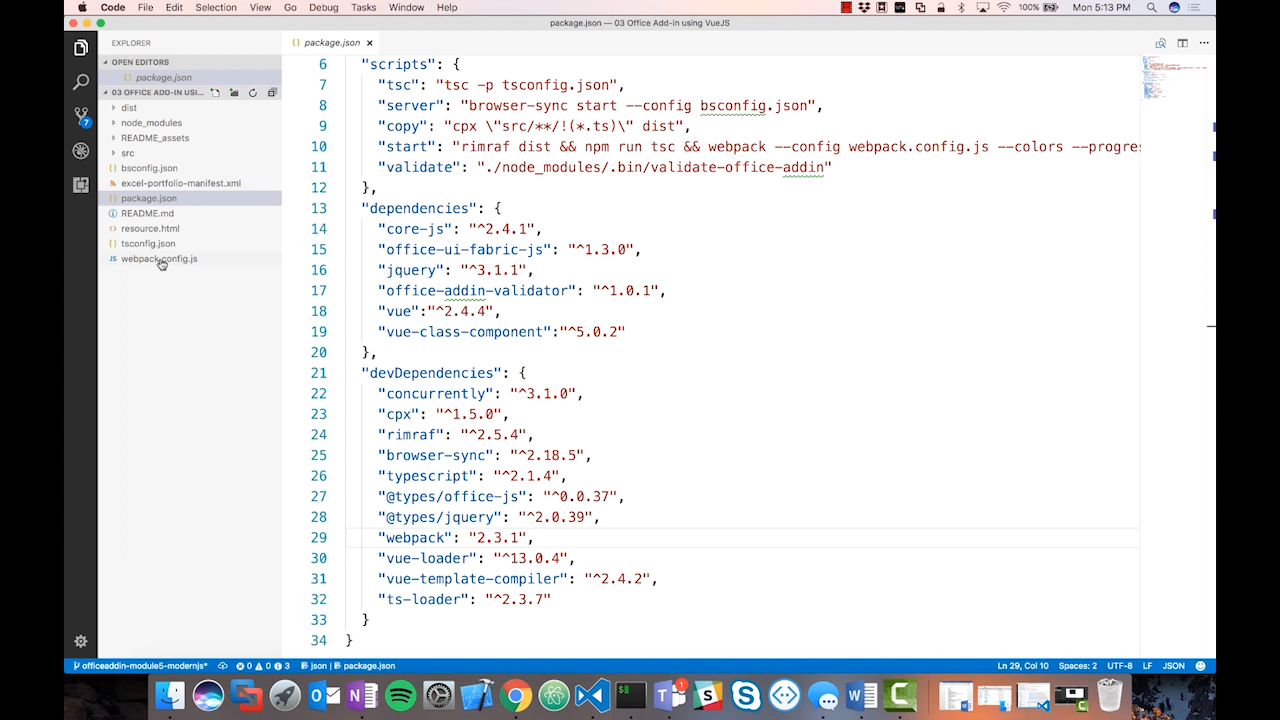 Code File Edit Selection View Go Debug Tasks Window Help 100% Mon 5:13 PM
package.json — 03 Office Add-in using VueJS
EXPLORER
OPEN EDITORS
package.json
03 OFFICE ADD-IN USI...
dist
node_modules
README_assets
src
bsconfig.json
excel-portfolio-manifest.xml
package.json
README.md
resource.html
tsconfig.json
webpack.config.js
7
package.json
6 "scripts": {
7 "tsc": "tsc -p tsconfig.json",
8 "server": "browser-sync start --config bsconfig.json",
9 "copy": "cpx \"src/**/!(*.ts)\" dist",
10 "start": "rimraf dist && npm run tsc && webpack --config webpack.config.js --colors --progres
11 "validate": "./node_modules/.bin/validate-office-addin"
12 },
13 "dependencies": {
14 "core-js": "^2.4.1",
15 "office-ui-fabric-js": "^1.3.0",
16 "jquery": "^3.1.1",
17 "office-addin-validator": "^1.0.1",
18 "vue":"^2.4.4",
19 "vue-class-component":"^5.0.2"
20 },
21 "devDependencies": {
22 "concurrently": "^3.1.0",
23 "cpx": "^1.5.0",
24 "rimraf": "^2.5.4",
25 "browser-sync": "^2.18.5",
26 "typescript": "^2.1.4",
27 "@types/office-js": "^0.0.37",
28 "@types/jquery": "^2.0.39",
29 "webpack": "2.3.1",
30 "vue-loader": "^13.0.4",
31 "vue-template-compiler": "^2.4.2",
32 "ts-loader": "^2.3.7"
33 }
34 }
officeaddin-module5-modernjs* 0 0 3 json | package.json Ln 29, Col 10 Spaces: 2 UTF-8 LF JSON
1